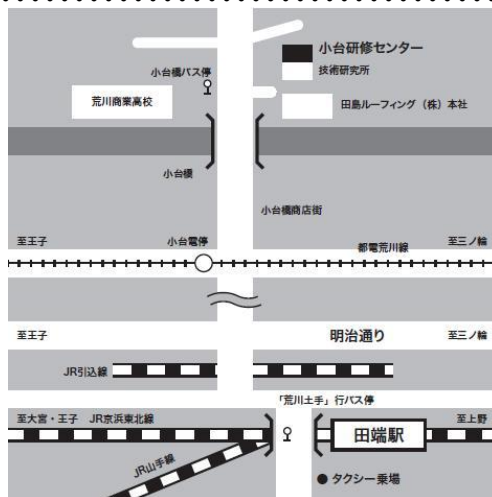 小台研修センター
技術研究所
小台橋バス停
荒川商業高校
田島ルーフィング（株）本社
小台橋
小台橋商店街
至王子
小台電停
都電荒川線
至三ノ輪
至王子
明治通り
至三ノ輪
JR引込線
「荒川土手」行バス停
至大宮・王子　JR京浜東北線
至上野
田端駅
JR山手線
● タクシー乗場